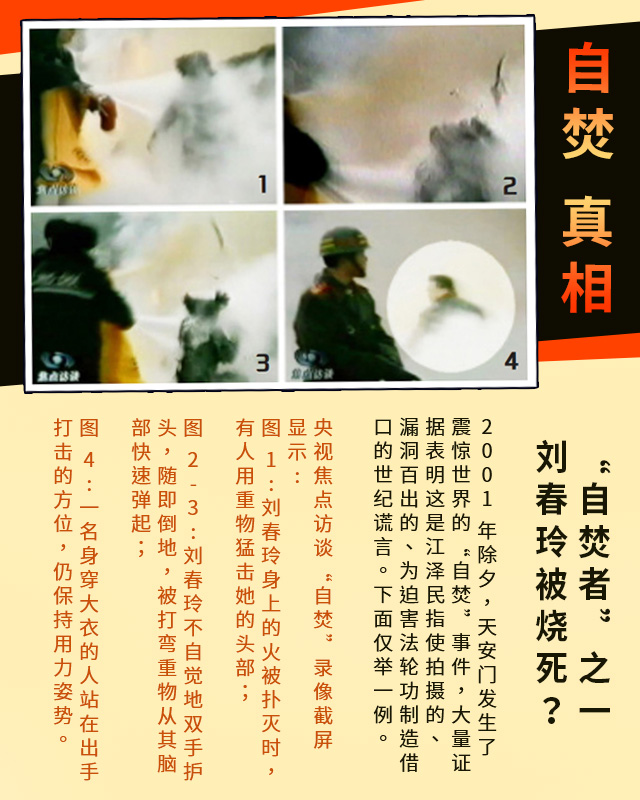 自焚 真相
1
2
3
4
焦点访谈
焦点访谈
焦点访谈
“自焚者”之一
刘春玲被烧死？
2001年除夕，天安门发生了
震惊世界的“自焚”事件，大量证
据表明这是江泽民指使拍摄的、
漏洞百出的、为迫害法轮功制造借
口的世纪谎言。下面仅举一例。
央视焦点访谈“自焚”录像截屏
显示：
图1：刘春玲身上的火被扑灭时，
有人用重物猛击她的头部；
图2-3：刘春玲不自觉地双手护
头，随即倒地，被打弯重物从其脑
部快速弹起；
图4：一名身穿大衣的人站在出手
打击的方位，仍保持用力姿势。